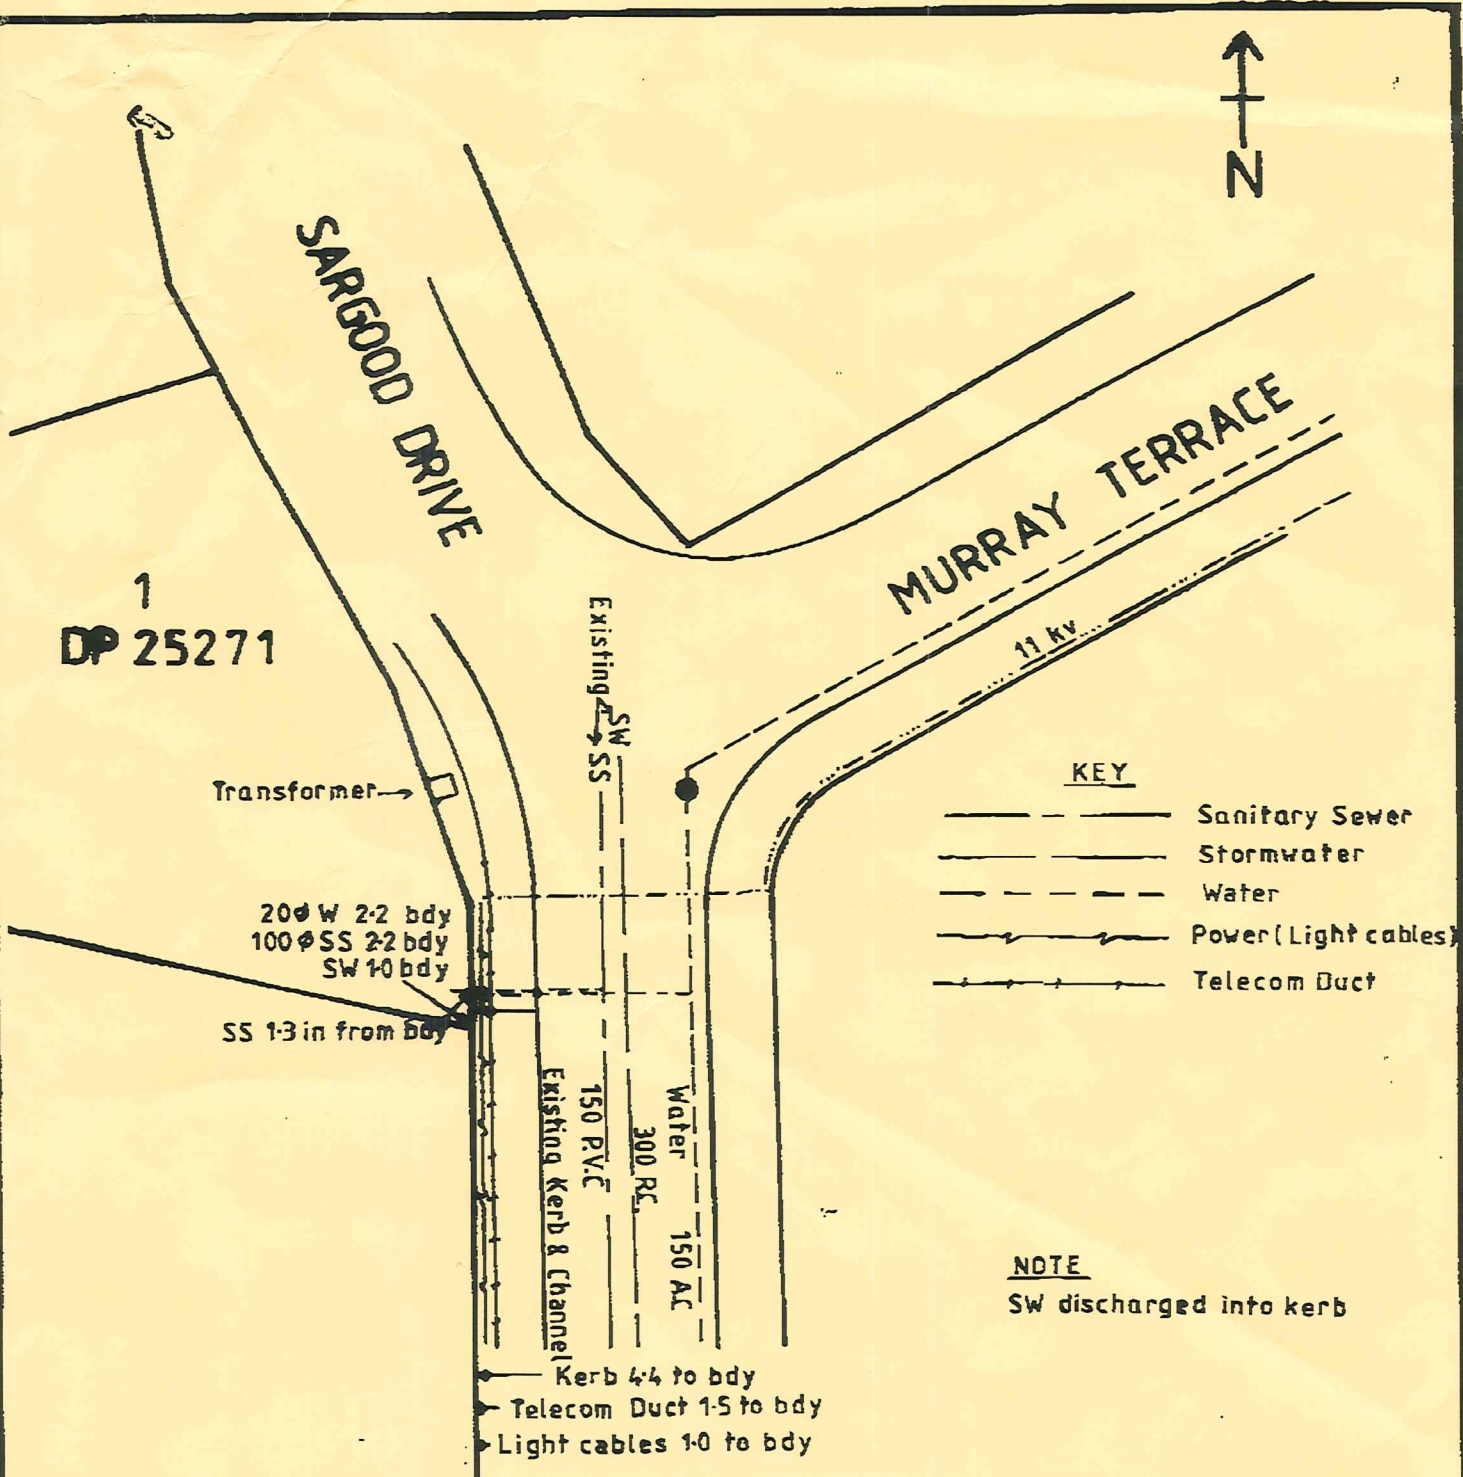 N
SARGOOD DRIVE
MURRAY TERRACE
11 kv
1
DP 25271
Existing
SW
SS
Transformer
KEY
Sanitary Sewer
Stormwater
Water
Power (Light cables)
Telecom Duct
20ϕ W 2·2 bdy
100ϕ SS 2·2 bdy
SW 1·0 bdy
SS 1·3 in from bdy
Existing Kerb & Channel
150 P.V.C
300 R.C.
Water 150 A.C
NOTE
SW discharged into kerb
Kerb 4·4 to bdy
Telecom Duct 1·5 to bdy
Light cables 1·0 to bdy